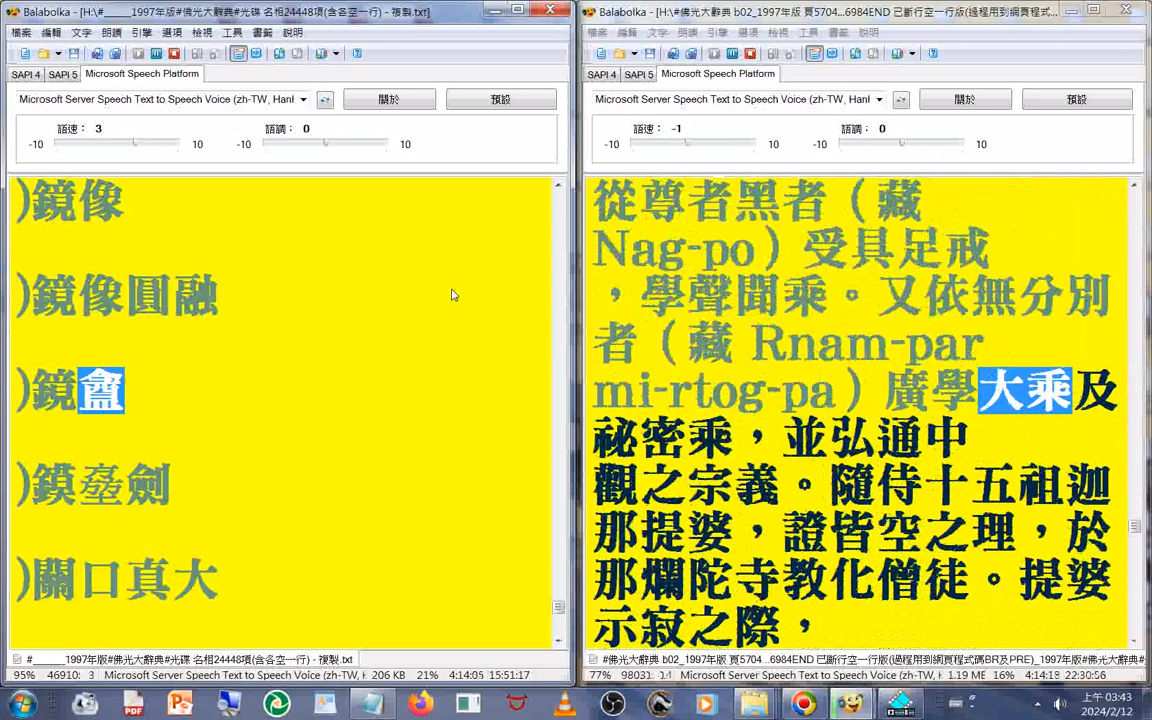 Balabolka - [H:\#_____1997年版#佛光大辭典#光碟 名相24448項(含各空一行) - 複製.txt]
檔案 編輯 文字 朗讀 引擎 選項 檢視 工具 書籤 說明
SAPI 4 SAPI 5 Microsoft Speech Platform
Microsoft Server Speech Text to Speech Voice (zh-TW, Hanl
關於 預設
語速： 3 語調： 0
-10 10 -10 10
)鏡像
)鏡像圓融
)鏡奩
)鏌鋣劍
)關口真大
#_____1997年版#佛光大辭典#光碟 名相24448項(含各空一行) - 複製.txt
95% 46910: 3 Microsoft Server Speech Text to Speech Voice (zh-TW, H 206 KB 21% 4:14:05 15:51:17
Balabolka - [H:\#佛光大辭典 b02_1997年版 頁5704...6984END 已斷行空一行版(過程用到網頁程式...
檔案 編輯 文字 朗讀 引擎 選項 檢視 工具 書籤 說明
SAPI 4 SAPI 5 Microsoft Speech Platform
Microsoft Server Speech Text to Speech Voice (zh-TW, Hanl
關於 預設
語速： -1 語調： 0
-10 10 -10 10
從尊者黑者（藏
Nag-po）受具足戒
，學聲聞乘。又依無分別
者（藏 Rnam-par
mi-rtog-pa）廣學大乘及
祕密乘，並弘通中
觀之宗義。隨侍十五祖迦
那提婆，證皆空之理，於
那爛陀寺教化僧徒。提婆
示寂之際，
#佛光大辭典 b02_1997年版 頁5704...6984END 已斷行空一行版(過程用到網頁程式碼BR及PRE)_1997年版#佛光大辭典#
77% 98031: 14 Microsoft Server Speech Text to Speech Voice (zh-TW, H 1.19 ME 16% 4:14:18 22:30:56
上午 03:43
2024/2/12